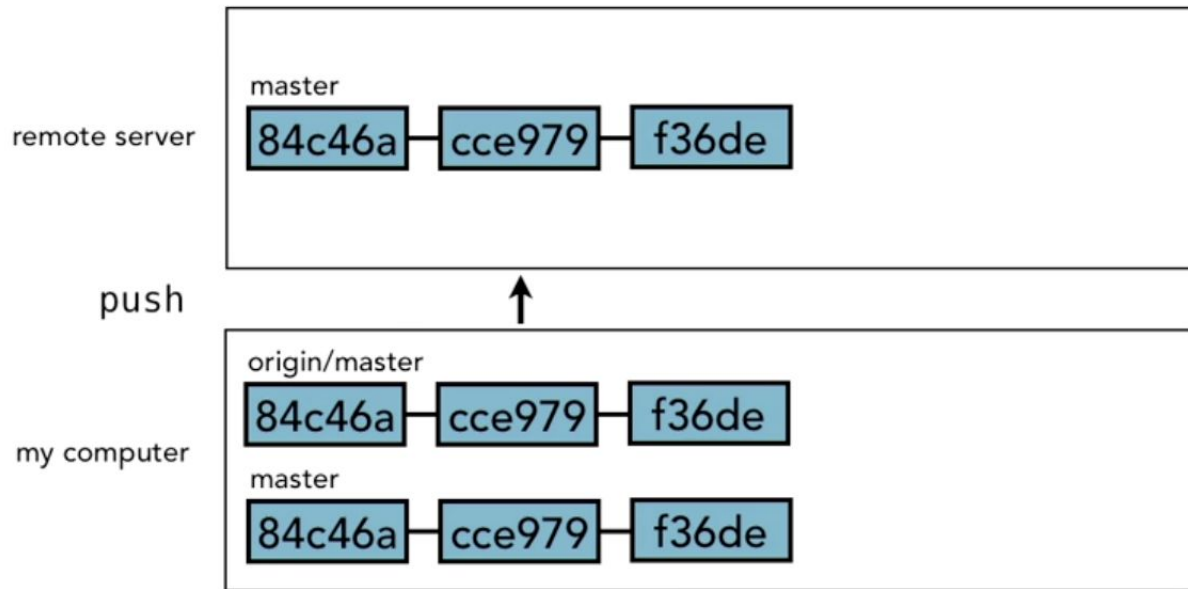 master
remote server
84c46a
cce979
f36de
push
origin/master
84c46a
cce979
f36de
my computer
master
84c46a
cce979
f36de